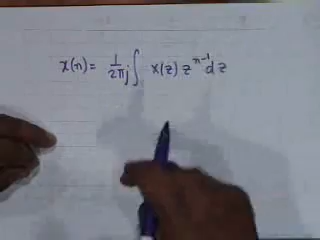 x(n) = 1/2πj ∫ x(z) z^{n-1} dz